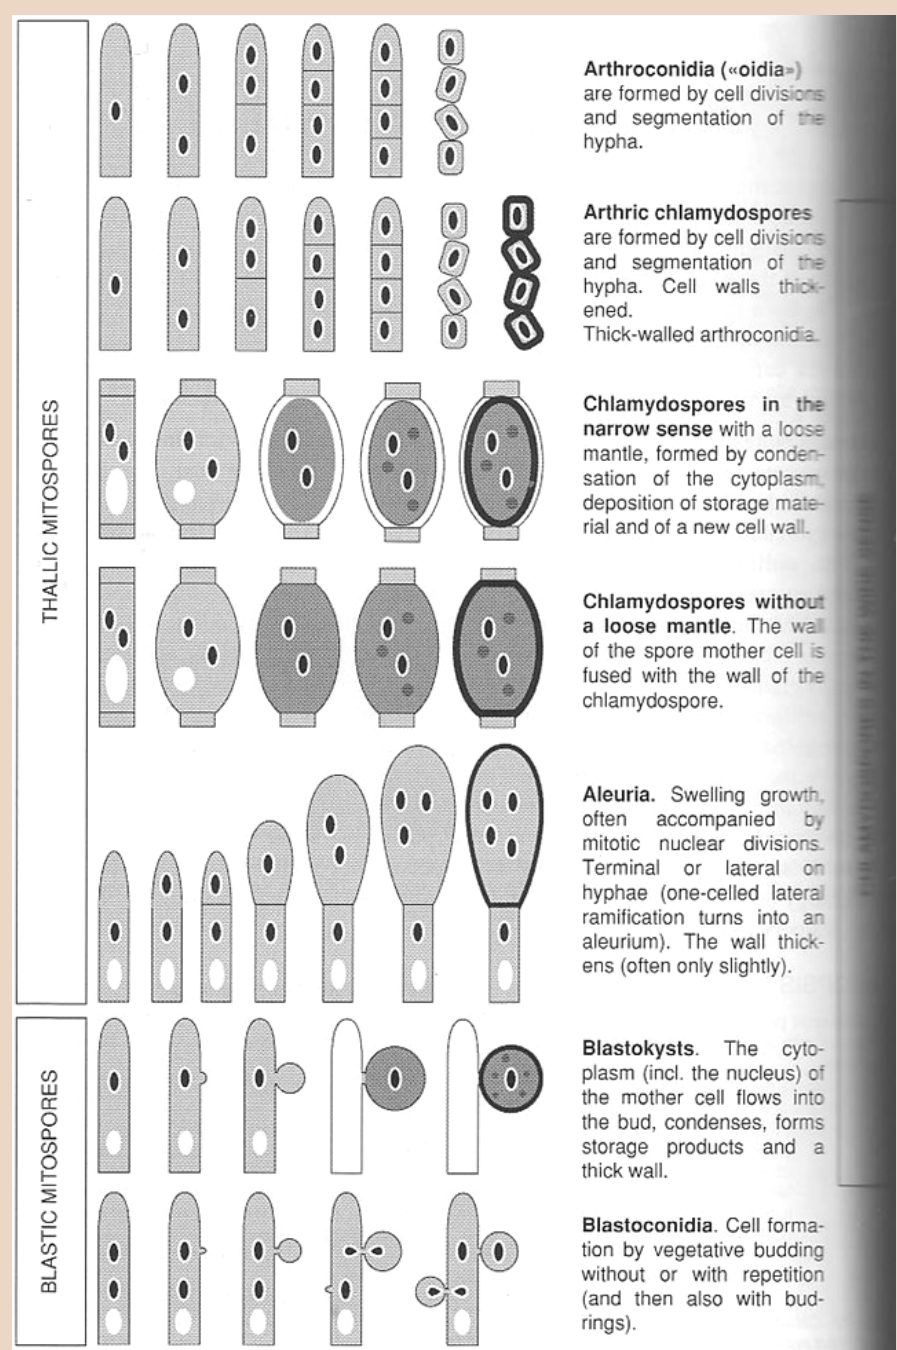 THALLIC MITOSPORES
Arthroconidia («oidia»)
are formed by cell divisions
and segmentation of the
hypha.
Arthric chlamydospores
are formed by cell divisions
and segmentation of the
hypha. Cell walls thick-
ened.
Thick-walled arthroconidia.
Chlamydospores in the
narrow sense with a loose
mantle, formed by conden-
sation of the cytoplasm,
deposition of storage mate-
rial and of a new cell wall.
Chlamydospores without
a loose mantle. The wall
of the spore mother cell is
fused with the wall of the
chlamydospore.
Aleuria. Swelling growth,
often accompanied by
mitotic nuclear divisions.
Terminal or lateral on
hyphae (one-celled lateral
ramification turns into an
aleurium). The wall thick-
ens (often only slightly).
BLASTIC MITOSPORES
Blastokysts. The cyto-
plasm (incl. the nucleus) of
the mother cell flows into
the bud, condenses, forms
storage products and a
thick wall.
Blastoconidia. Cell forma-
tion by vegetative budding
without or with repetition
(and then also with bud-
rings).